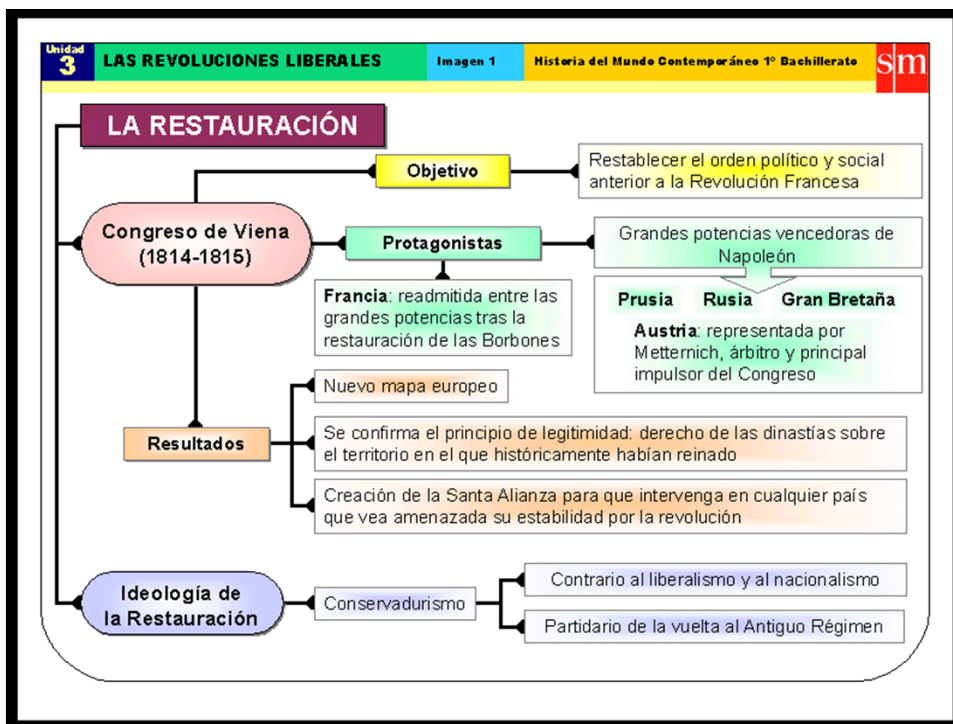 Unidad
3
LAS REVOLUCIONES LIBERALES
Imagen 1
Historia del Mundo Contemporáneo 1º Bachillerato
sm
LA RESTAURACIÓN
Objetivo
Restablecer el orden político y social
anterior a la Revolución Francesa
Congreso de Viena
(1814-1815)
Protagonistas
Grandes potencias vencedoras de
Napoleón
Francia: readmitida entre las
grandes potencias tras la
restauración de las Borbones
Prusia Rusia Gran Bretaña
Austria: representada por
Metternich, árbitro y principal
impulsor del Congreso
Resultados
Nuevo mapa europeo
Se confirma el principio de legitimidad: derecho de las dinastías sobre
el territorio en el que históricamente habían reinado
Creación de la Santa Alianza para que intervenga en cualquier país
que vea amenazada su estabilidad por la revolución
Ideología de
la Restauración
Conservadurismo
Contrario al liberalismo y al nacionalismo
Partidario de la vuelta al Antiguo Régimen